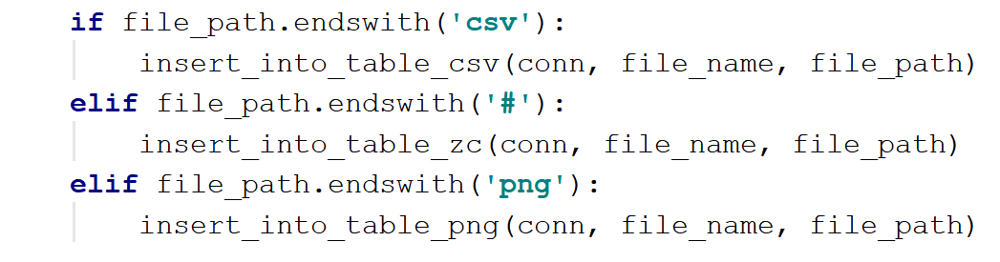 if file_path.endswith('csv'):
    insert_into_table_csv(conn, file_name, file_path)
elif file_path.endswith('#'):
    insert_into_table_zc(conn, file_name, file_path)
elif file_path.endswith('png'):
    insert_into_table_png(conn, file_name, file_path)